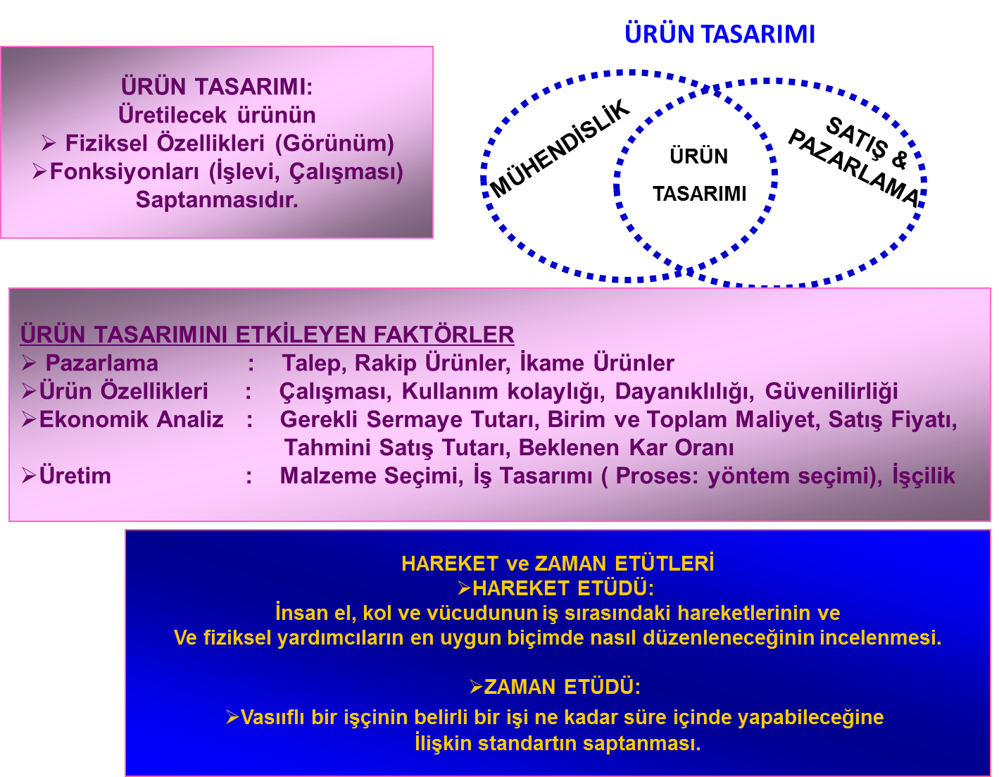 ÜRÜN TASARIMI
ÜRÜN TASARIMI:
Üretilecek ürünün
➢ Fiziksel Özellikleri (Görünüm)
➢Fonksiyonları (İşlevi, Çalışması)
Saptanmasıdır.
MÜHENDİSLİK
ÜRÜN
TASARIMI
SATIŞ &
PAZARLAMA
ÜRÜN TASARIMINI ETKİLEYEN FAKTÖRLER
➢ Pazarlama : Talep, Rakip Ürünler, İkame Ürünler
➢Ürün Özellikleri : Çalışması, Kullanım kolaylığı, Dayanıklılığı, Güvenilirliği
➢Ekonomik Analiz : Gerekli Sermaye Tutarı, Birim ve Toplam Maliyet, Satış Fiyatı,
Tahmini Satış Tutarı, Beklenen Kar Oranı
➢Üretim : Malzeme Seçimi, İş Tasarımı ( Proses: yöntem seçimi), İşçilik
HAREKET ve ZAMAN ETÜTLERİ
➢HAREKET ETÜDÜ:
İnsan el, kol ve vücudunun iş sırasındaki hareketlerinin ve
Ve fiziksel yardımcıların en uygun biçimde nasıl düzenleneceğinin incelenmesi.
➢ZAMAN ETÜDÜ:
➢Vasııflı bir işçinin belirli bir işi ne kadar süre içinde yapabileceğine
İlişkin standartın saptanması.